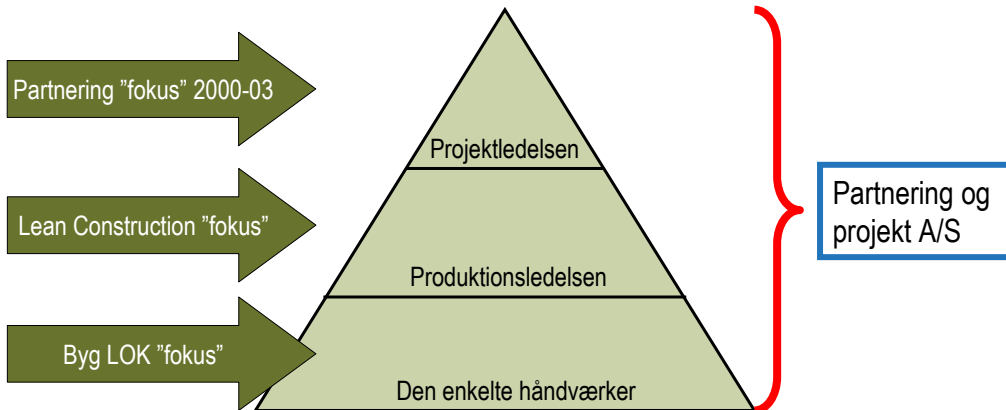 Partnering ”fokus” 2000-03
Projektledelsen
Partnering og
projekt A/S
Lean Construction ”fokus”
Produktionsledelsen
Byg LOK ”fokus”
Den enkelte håndværker